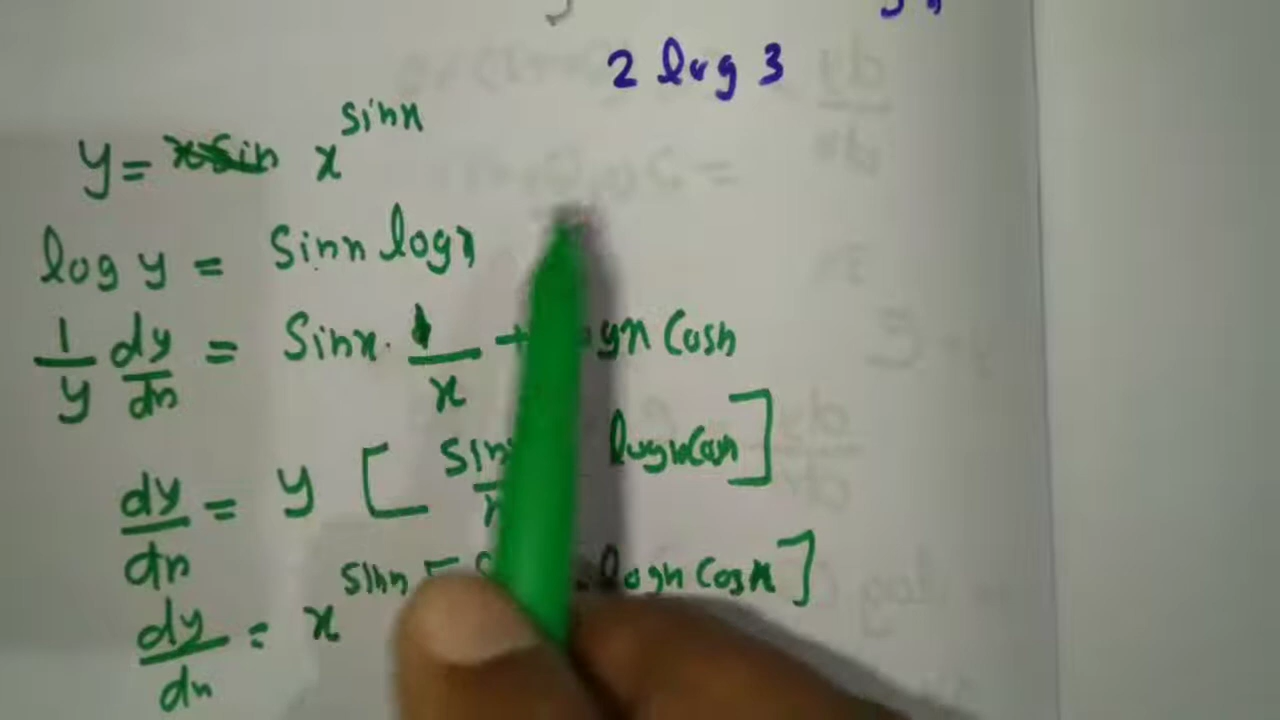 2 log 3
y = x^sinx
log y = sinx logx
1/y dy/dx = sinx · 1/x + logx cosx
dy/dx = y [ sinx/x logx cosx ]
dy/dx = x^sinx [ logx cosx ]